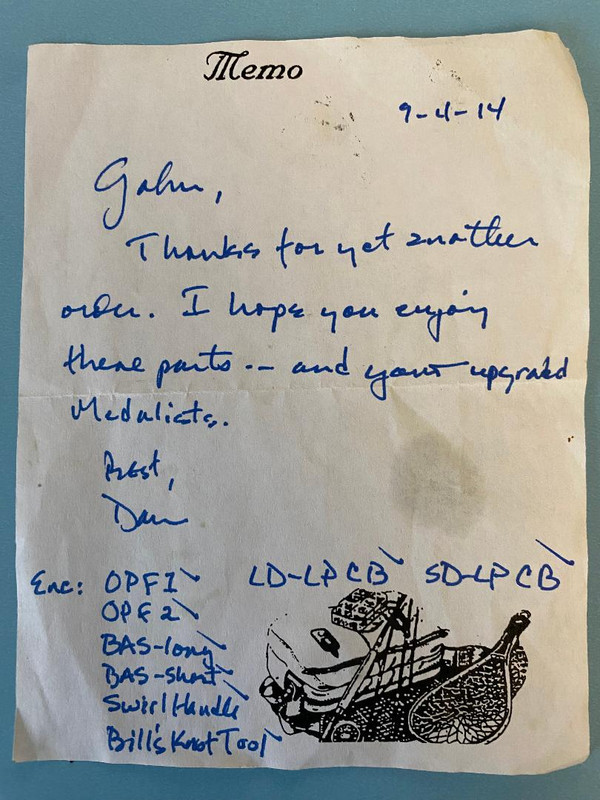 Memo
9-4-14
John,
Thanks for yet another
order. I hope you enjoy
these parts -- and your upgraded
Medalists.
Best,
Dan
Enc: OPF1✓ LD-LPCB✓ SD-LPCB✓
OPF2✓
BAS-long✓
BAS-short✓
Swirl Handle✓
Bill's Knot Tool✓